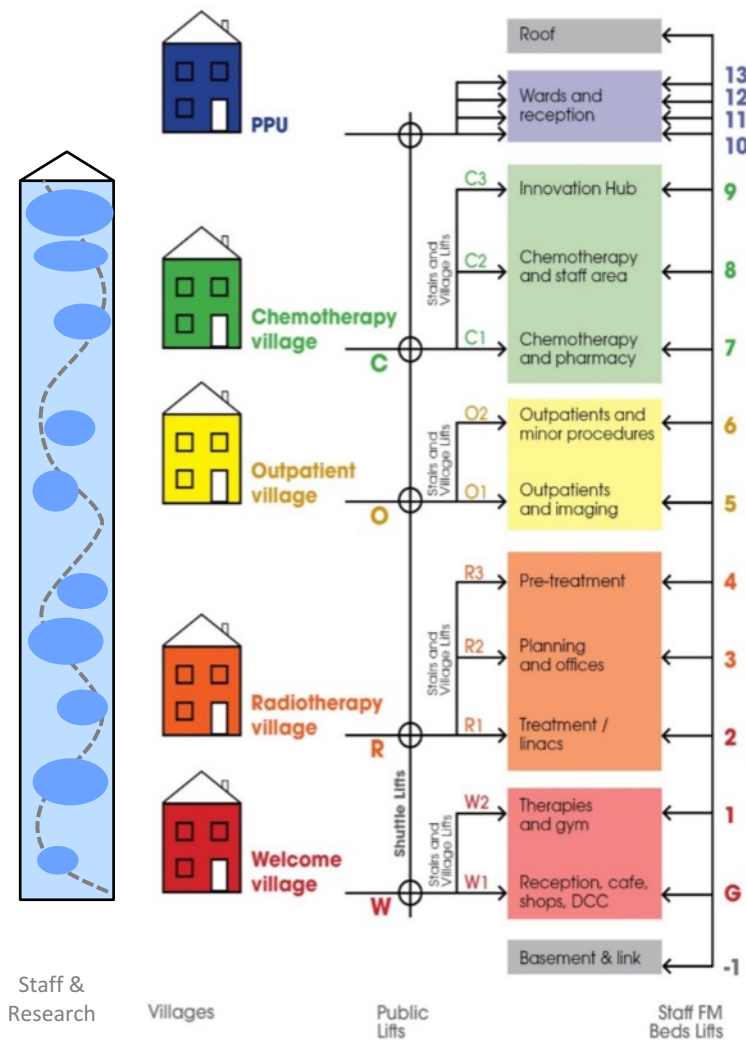 Roof
13
12
11
10
Wards and
reception
PPU
C3
Innovation Hub
9
Stairs and
Village Lifts
C2
Chemotherapy
and staff area
8
Chemotherapy
village
C
C1
Chemotherapy
and pharmacy
7
O2
Outpatients and
minor procedures
6
Stairs and
Village Lifts
Outpatient
village
O
O1
Outpatients
and imaging
5
R3
Pre-treatment
4
Stairs and
Village Lifts
R2
Planning
and offices
3
Radiotherapy
village
R
R1
Treatment /
linacs
2
Shuttle Lifts
W2
Therapies
and gym
1
Stairs and
Village Lifts
Welcome
village
W
W1
Reception, cafe,
shops, DCC
G
Basement & link
-1
Staff &
Research
Villages
Public
Lifts
Staff FM
Beds Lifts